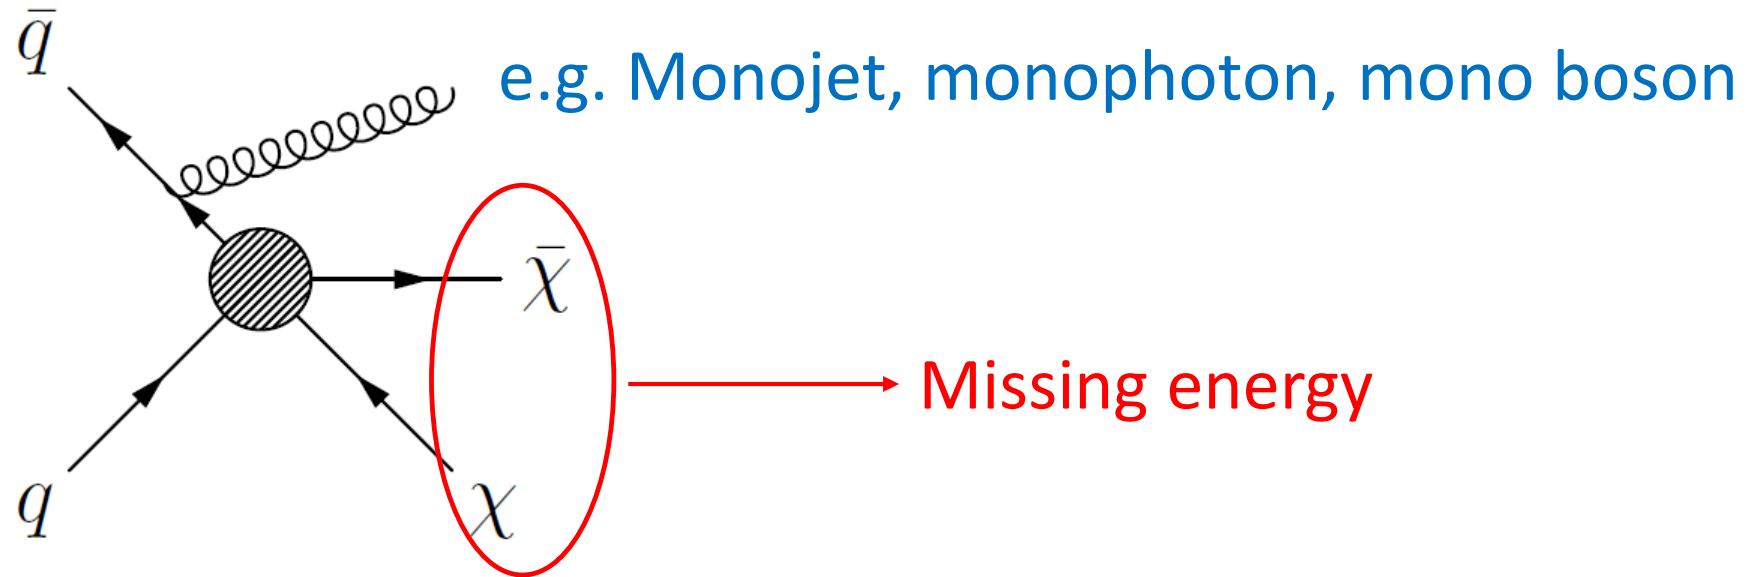 q̄
e.g. Monojet, monophoton, mono boson
χ̄
Missing energy
q
χ